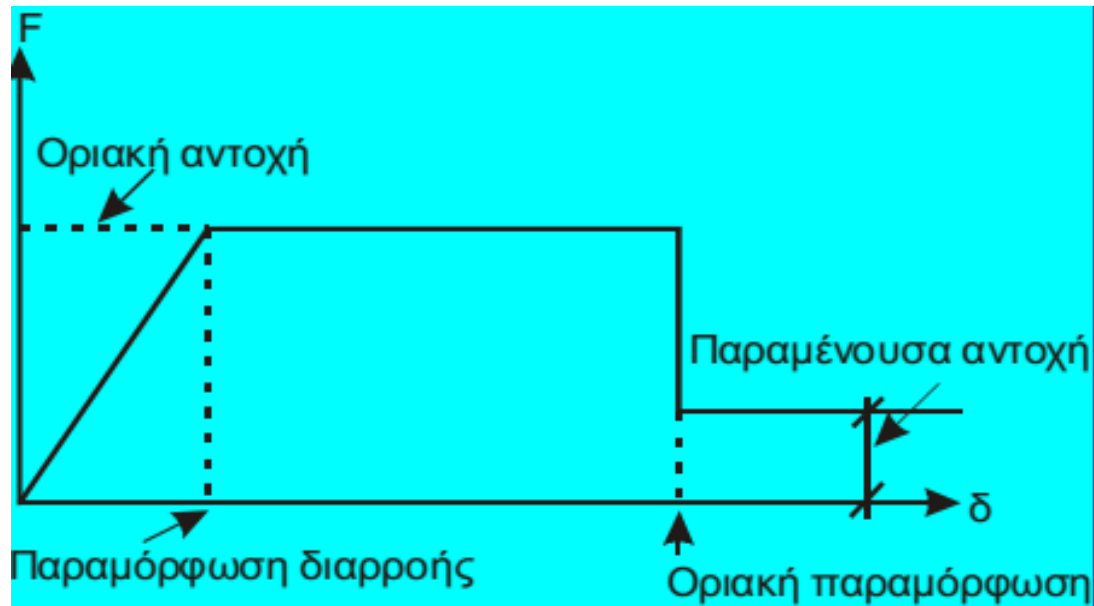 F
Οριακή αντοχή
Παραμένουσα αντοχή
δ
Παραμόρφωση διαρροής
Οριακή παραμόρφωση